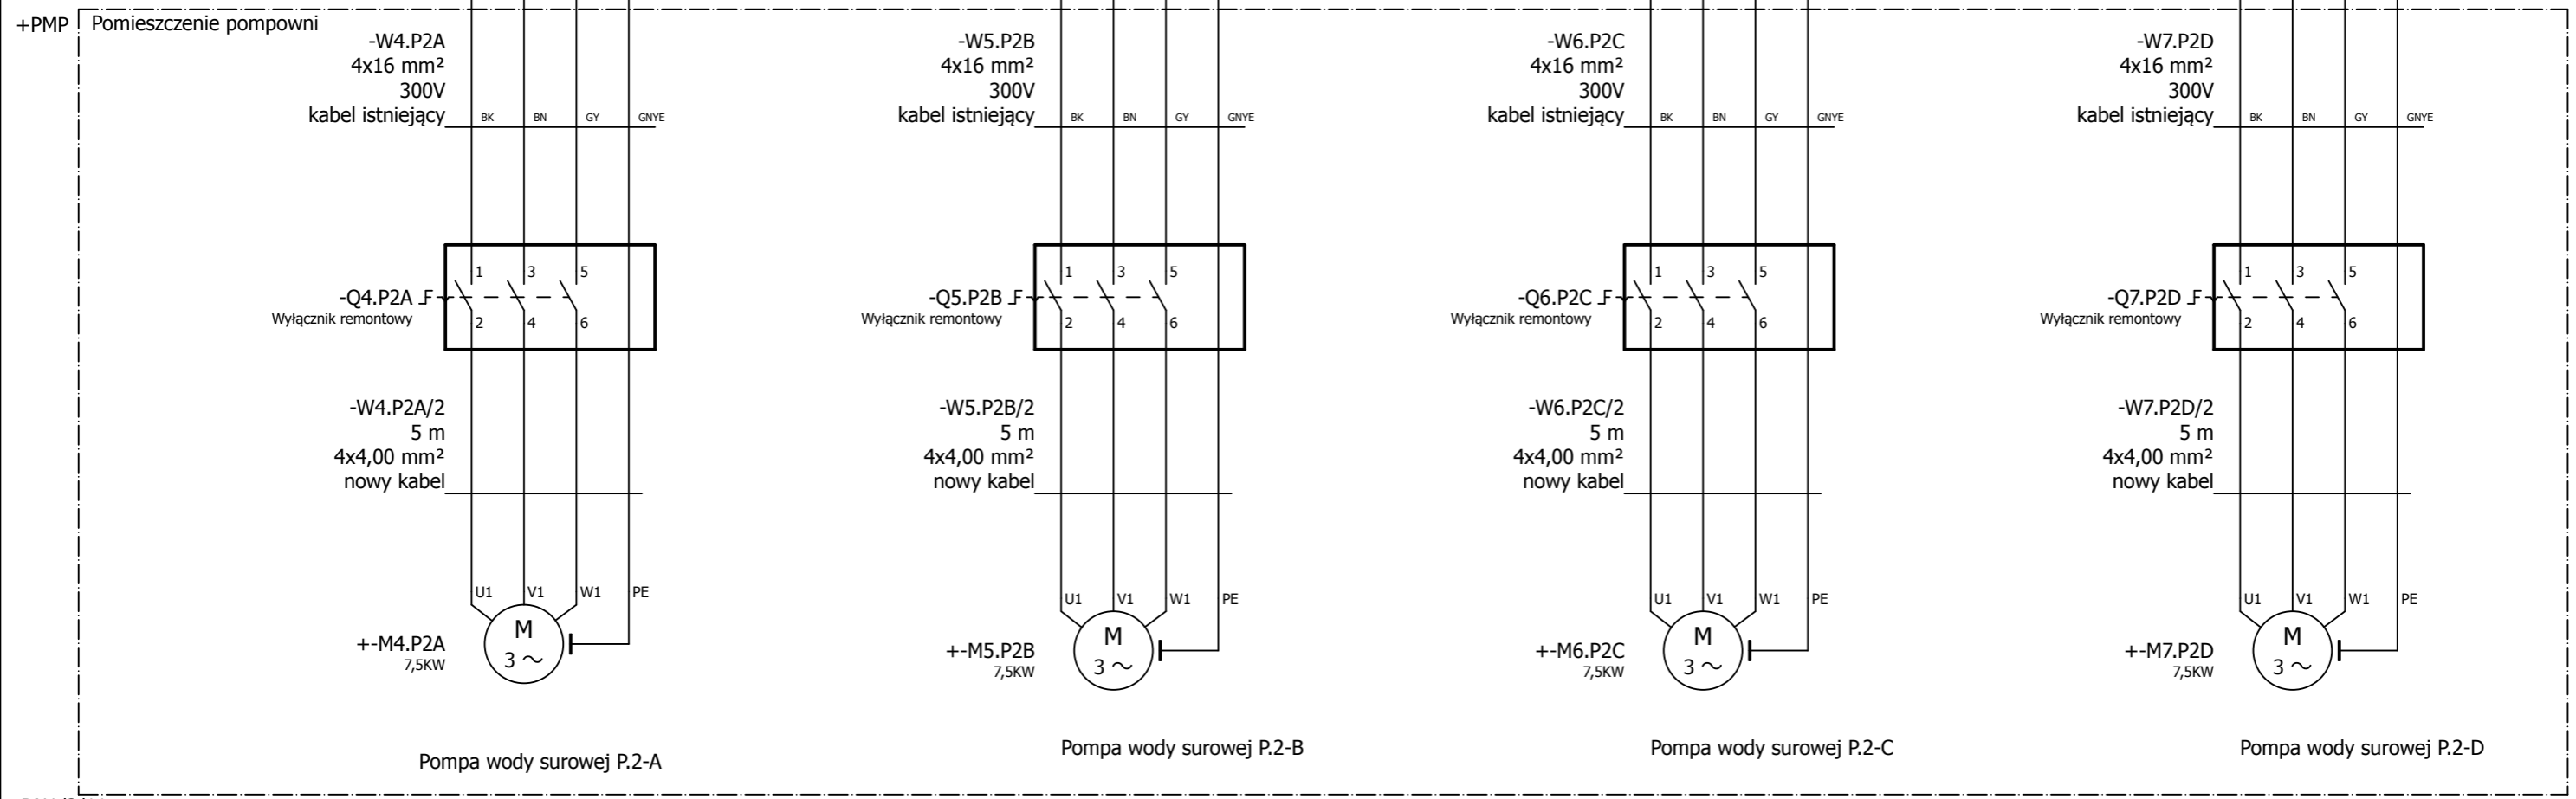 +PMP
Pomieszczenie pompowni
-W4.P2A
4x16 mm²
300V
kabel istniejący
BK BN GY GNYE
-Q4.P2A
Wyłącznik remontowy
1 3 5
2 4 6
-W4.P2A/2
5 m
4x4,00 mm²
nowy kabel
U1 V1 W1 PE
+-M4.P2A
7,5KW
M
3 ~
Pompa wody surowej P.2-A
-W5.P2B
4x16 mm²
300V
kabel istniejący
BK BN GY GNYE
-Q5.P2B
Wyłącznik remontowy
1 3 5
2 4 6
-W5.P2B/2
5 m
4x4,00 mm²
nowy kabel
U1 V1 W1 PE
+-M5.P2B
7,5KW
M
3 ~
Pompa wody surowej P.2-B
-W6.P2C
4x16 mm²
300V
kabel istniejący
BK BN GY GNYE
-Q6.P2C
Wyłącznik remontowy
1 3 5
2 4 6
-W6.P2C/2
5 m
4x4,00 mm²
nowy kabel
U1 V1 W1 PE
+-M6.P2C
7,5KW
M
3 ~
Pompa wody surowej P.2-C
-W7.P2D
4x16 mm²
300V
kabel istniejący
BK BN GY GNYE
-Q7.P2D
Wyłącznik remontowy
1 3 5
2 4 6
-W7.P2D/2
5 m
4x4,00 mm²
nowy kabel
U1 V1 W1 PE
+-M7.P2D
7,5KW
M
3 ~
Pompa wody surowej P.2-D